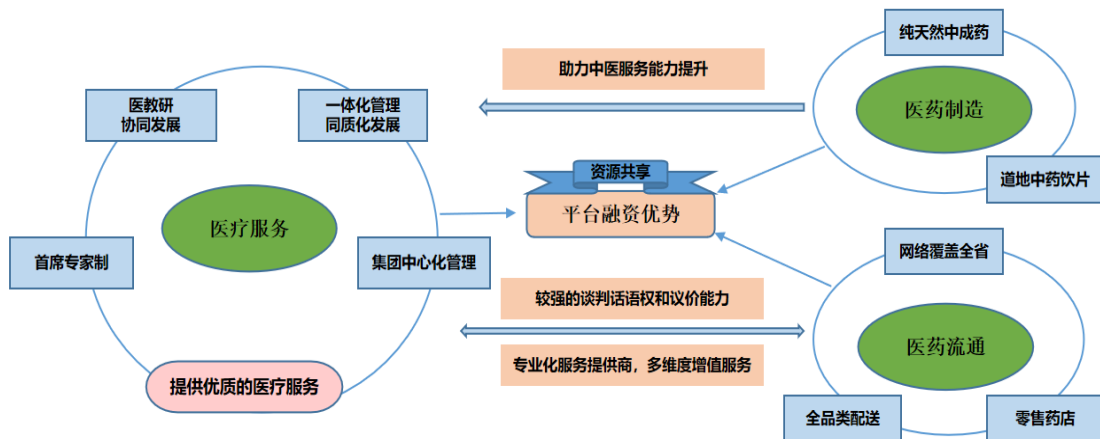 纯天然中成药
助力中医服务能力提升
医教研
协同发展
一体化管理
同质化发展
医药制造
资源共享
道地中药饮片
平台融资优势
医疗服务
首席专家制
集团中心化管理
网络覆盖全省
较强的谈判话语权和议价能力
医药流通
专业化服务提供商，多维度增值服务
提供优质的医疗服务
全品类配送
零售药店